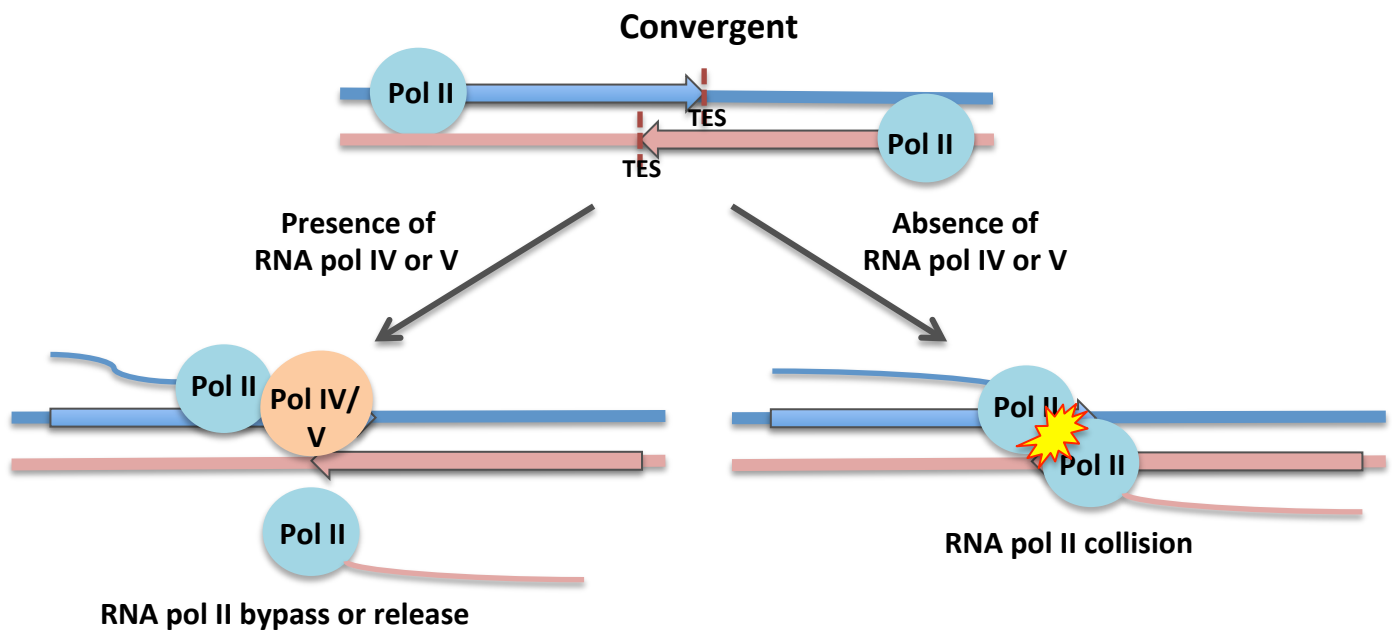 Convergent
Pol II
TES
Pol II
TES
Presence of
RNA pol IV or V
Absence of
RNA pol IV or V
Pol II
Pol IV/
V
Pol II
RNA pol II bypass or release
Pol II
Pol II
RNA pol II collision